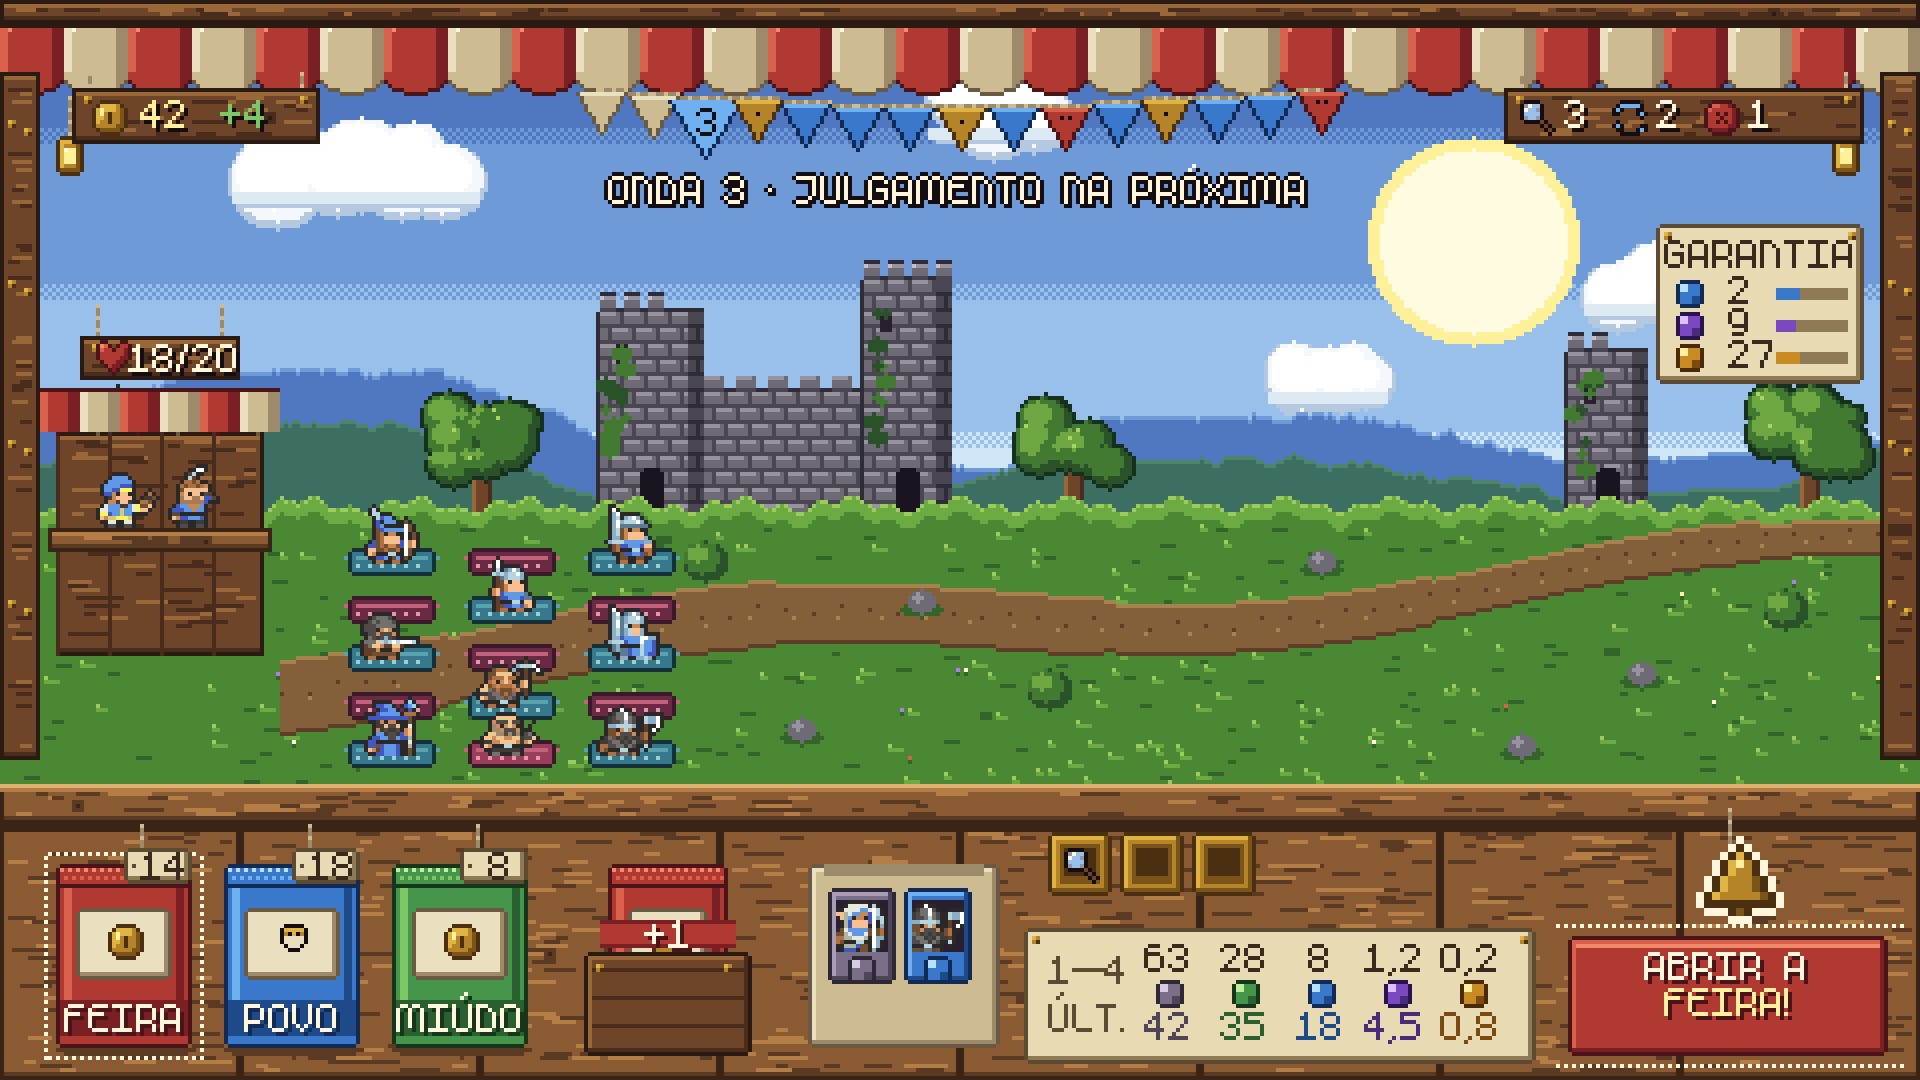 42 +4
3
3 2 1
ONDA 3 · JULGAMENTO NA PRÓXIMA
GARANTIA
2
9
27
18/20
14
18
8
FEIRA
POVO
MIÚDO
+1
1—4 63 28 8 1,2 0,2
ÚLT. 42 35 18 4,5 0,8
ABRIR A
FEIRA!